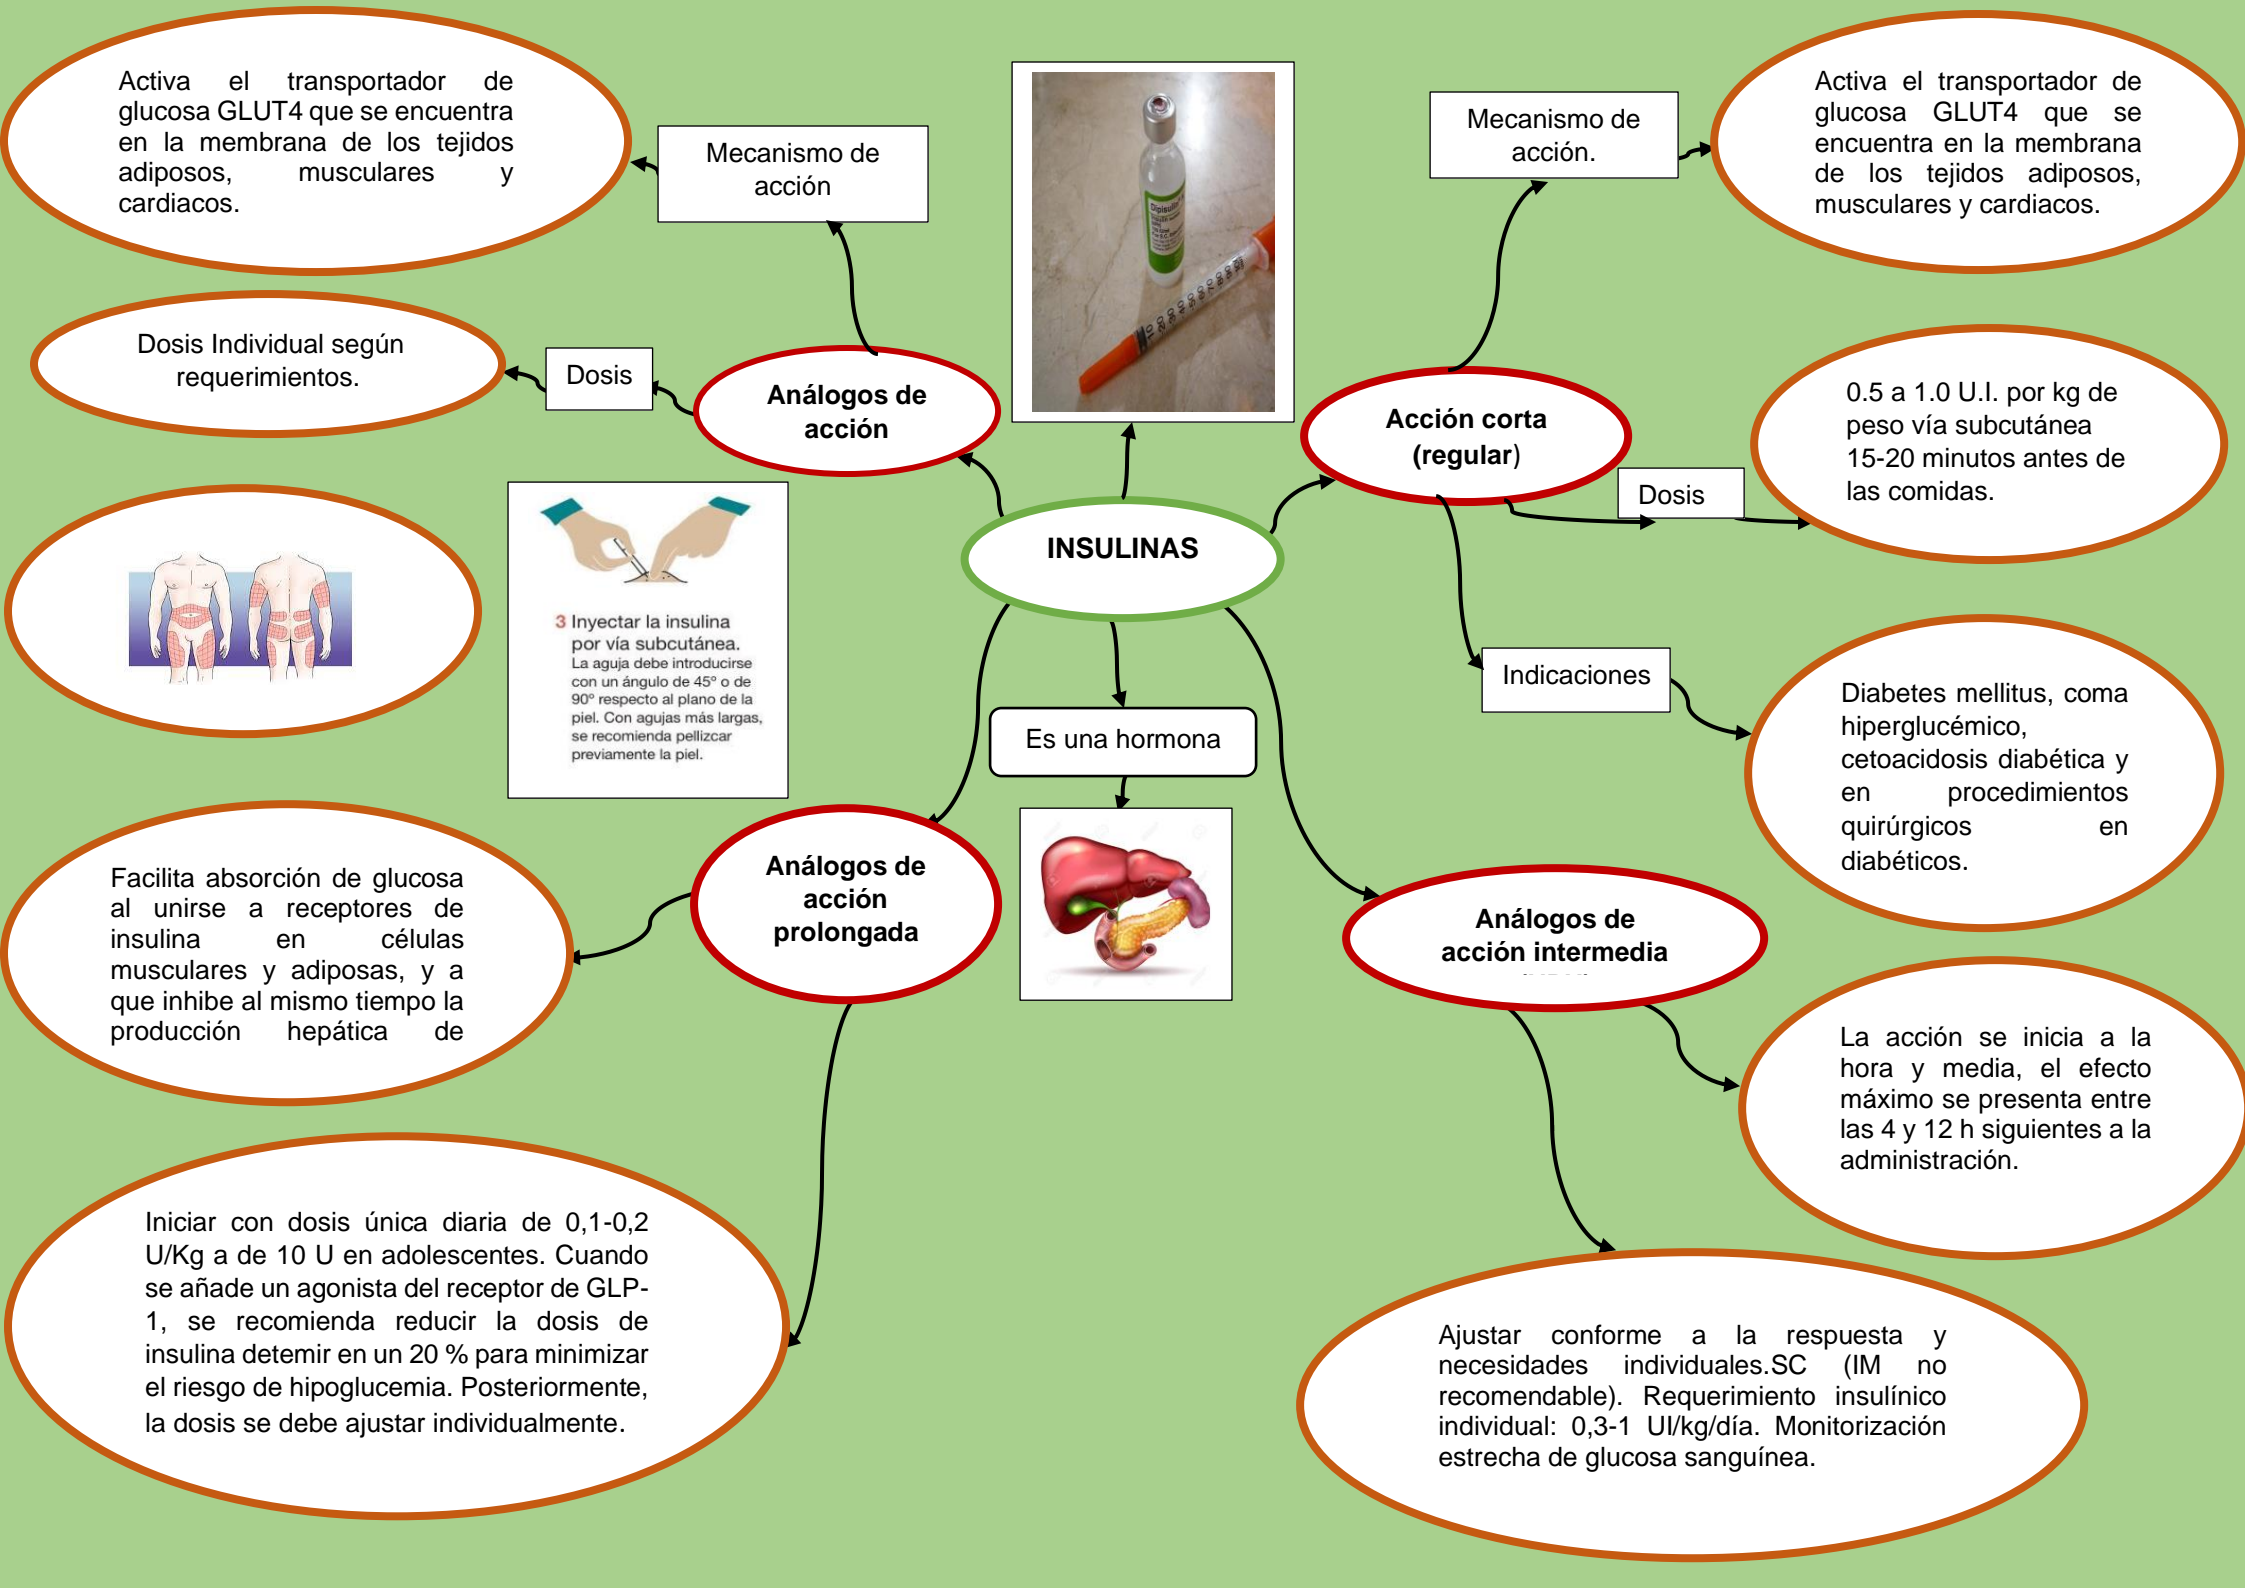 Activa el transportador de
glucosa GLUT4 que se encuentra
en la membrana de los tejidos
adiposos, musculares y
cardiacos.
Mecanismo de
acción
Mecanismo de
acción.
Activa el transportador de
glucosa GLUT4 que se
encuentra en la membrana
de los tejidos adiposos,
musculares y cardiacos.
Dosis Individual según
requerimientos.
Dosis
Análogos de
acción
Acción corta
(regular)
Dosis
0.5 a 1.0 U.I. por kg de
peso vía subcutánea
15-20 minutos antes de
las comidas.
INSULINAS
3 Inyectar la insulina
por vía subcutánea.
La aguja debe introducirse
con un ángulo de 45º o de
90º respecto al plano de la
piel. Con agujas más largas,
se recomienda pellizcar
previamente la piel.
Indicaciones
Diabetes mellitus, coma
hiperglucémico,
cetoacidosis diabética y
en procedimientos
quirúrgicos en
diabéticos.
Es una hormona
Análogos de
acción
prolongada
Facilita absorción de glucosa
al unirse a receptores de
insulina en células
musculares y adiposas, y a
que inhibe al mismo tiempo la
producción hepática de
Análogos de
acción intermedia
La acción se inicia a la
hora y media, el efecto
máximo se presenta entre
las 4 y 12 h siguientes a la
administración.
Iniciar con dosis única diaria de 0,1-0,2
U/Kg a de 10 U en adolescentes. Cuando
se añade un agonista del receptor de GLP-
1, se recomienda reducir la dosis de
insulina detemir en un 20 % para minimizar
el riesgo de hipoglucemia. Posteriormente,
la dosis se debe ajustar individualmente.
Ajustar conforme a la respuesta y
necesidades individuales.SC (IM no
recomendable). Requerimiento insulínico
individual: 0,3-1 UI/kg/día. Monitorización
estrecha de glucosa sanguínea.